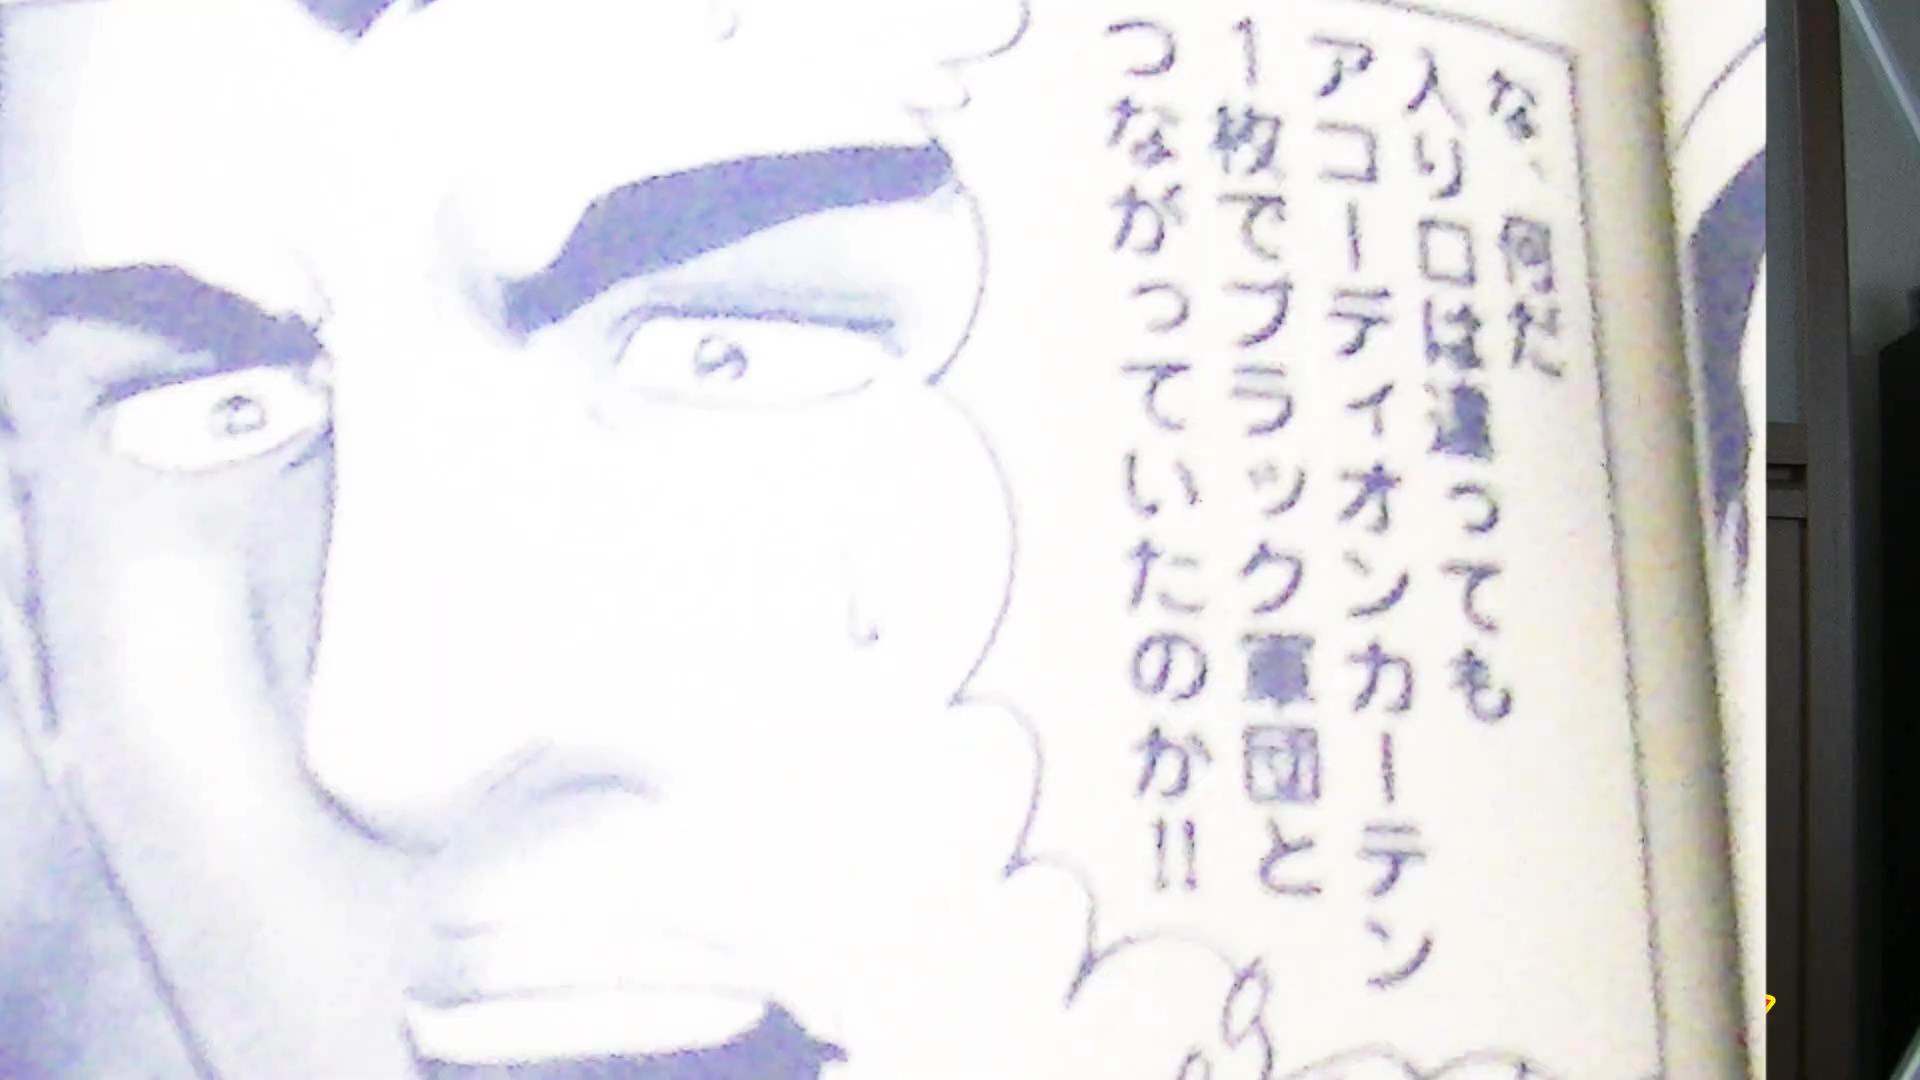 な、何だ
入り口は違っても
アコーディオンカーテン
1枚でブラック軍団と
つながっていたのか!!